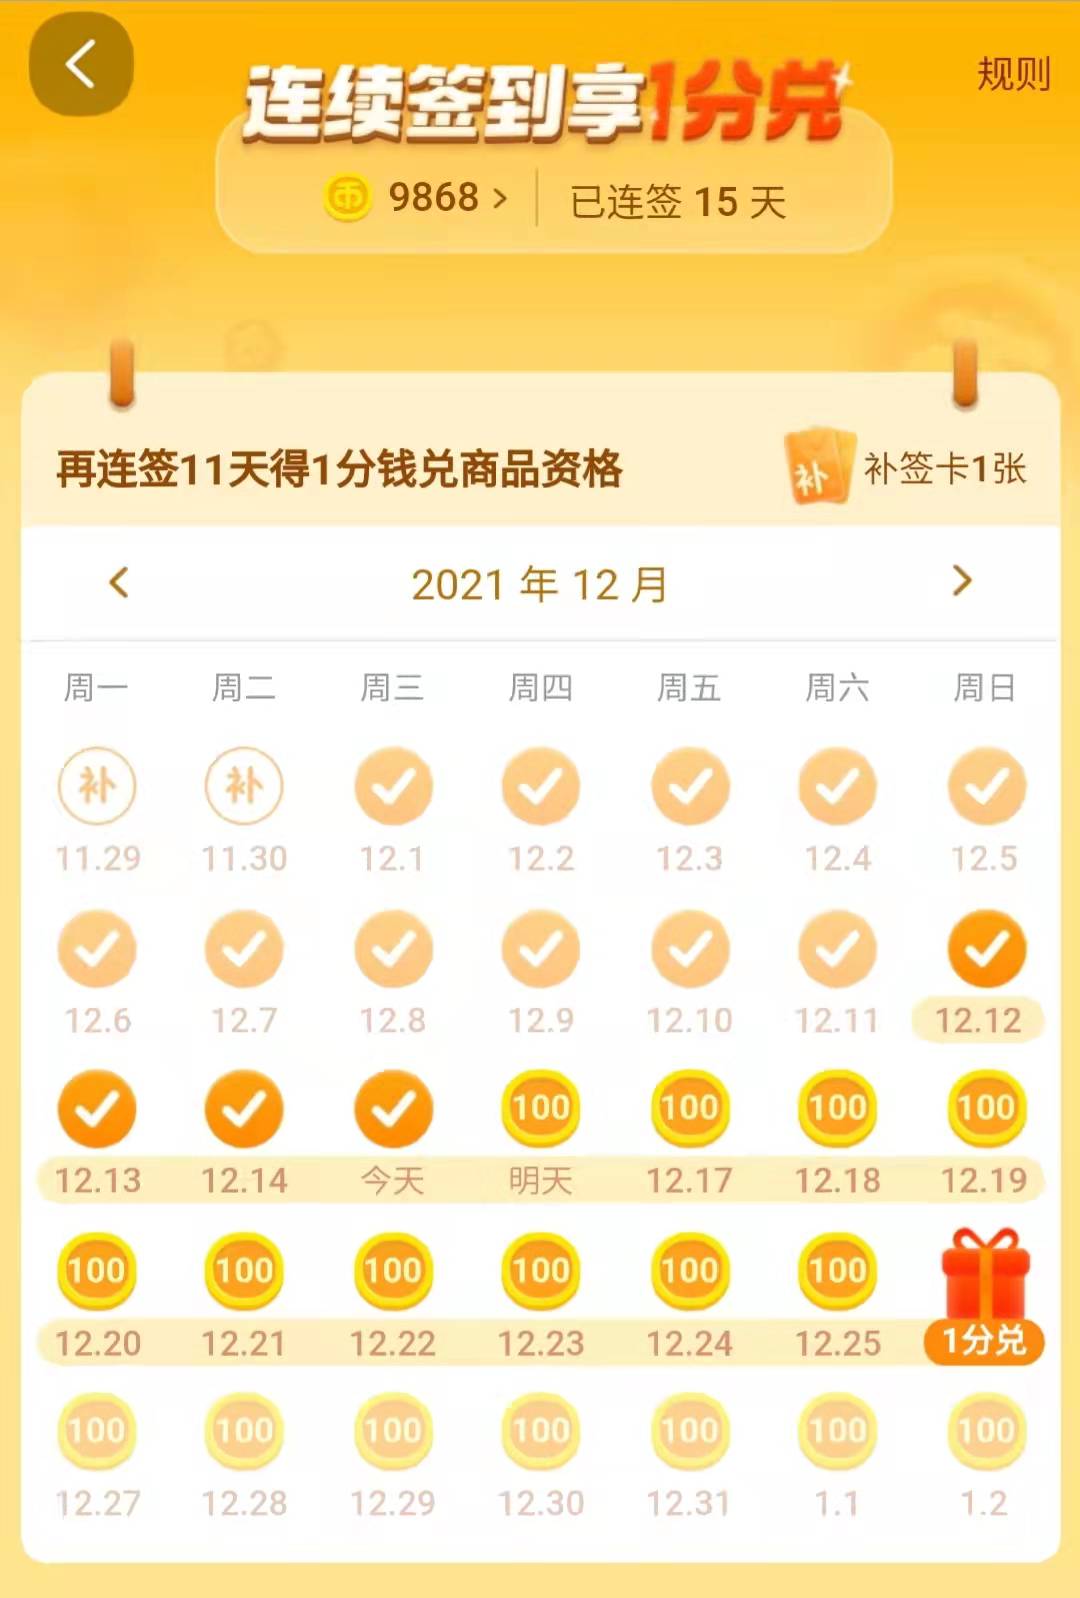 连续签到享1分兑
规则
币 9868 > 已连签 15 天
再连签11天得1分钱兑商品资格
补 补签卡1张
< 2021 年 12 月 >
周一 周二 周三 周四 周五 周六 周日
补 补
11.29 11.30 12.1 12.2 12.3 12.4 12.5
12.6 12.7 12.8 12.9 12.10 12.11 12.12
100 100 100 100
12.13 12.14 今天 明天 12.17 12.18 12.19
100 100 100 100 100 100
12.20 12.21 12.22 12.23 12.24 12.25 1分兑
100 100 100 100 100 100 100
12.27 12.28 12.29 12.30 12.31 1.1 1.2